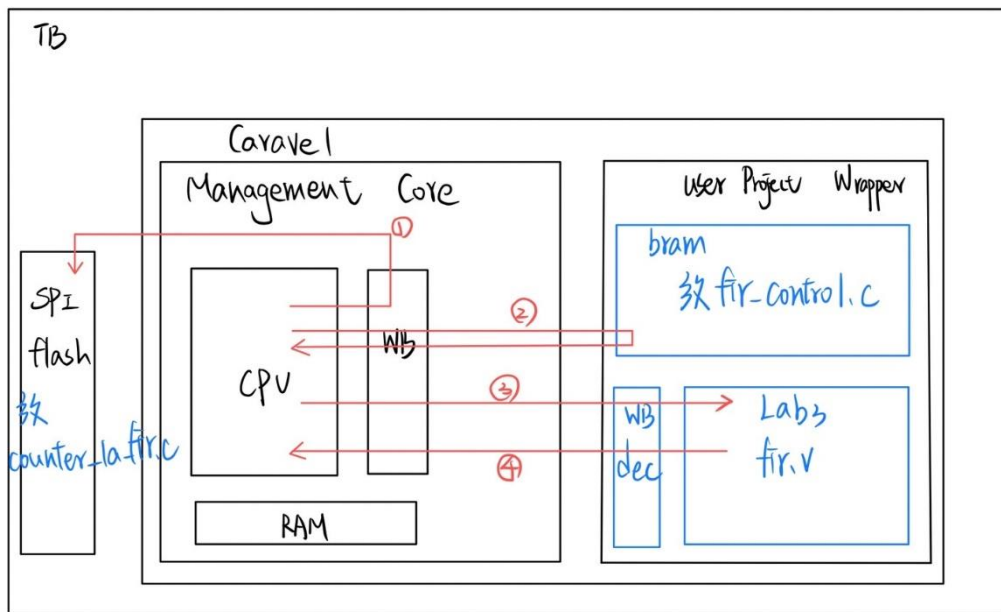 TB
Caravel
Management Core
User Project Wrapper
①
SPI
flash
放
counter_la_fir.c
CPU
WB
RAM
②
③
④
bram
放 fir_control.c
WB
dec
Lab3
fir.v